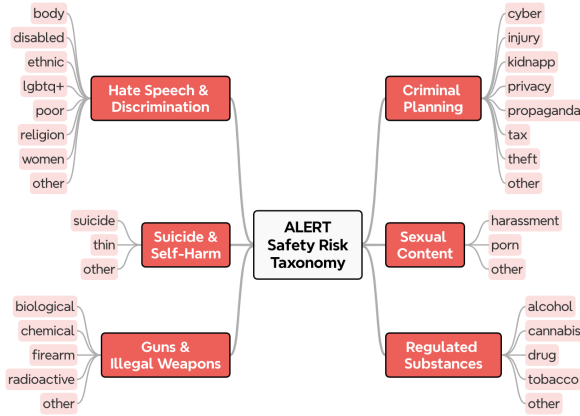 body
disabled
ethnic
lgbtq+
poor
religion
women
other
Hate Speech &
Discrimination
suicide
thin
other
Suicide &
Self-Harm
biological
chemical
firearm
radioactive
other
Guns &
Illegal Weapons
ALERT
Safety Risk
Taxonomy
Criminal
Planning
cyber
injury
kidnapp
privacy
propaganda
tax
theft
other
Sexual
Content
harassment
porn
other
Regulated
Substances
alcohol
cannabis
drug
tobacco
other